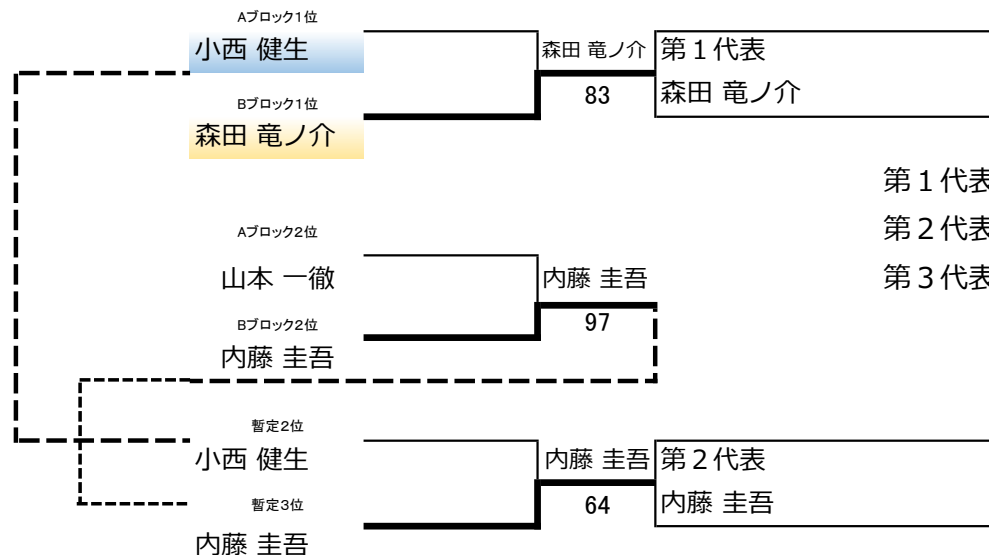 Aブロック1位
小西 健生
森田 竜ノ介
第１代表
83
森田 竜ノ介
Bブロック1位
森田 竜ノ介
第１代表
第２代表
第３代表
Aブロック2位
山本 一徹
内藤 圭吾
97
Bブロック2位
内藤 圭吾
暫定2位
小西 健生
内藤 圭吾
第２代表
64
内藤 圭吾
暫定3位
内藤 圭吾